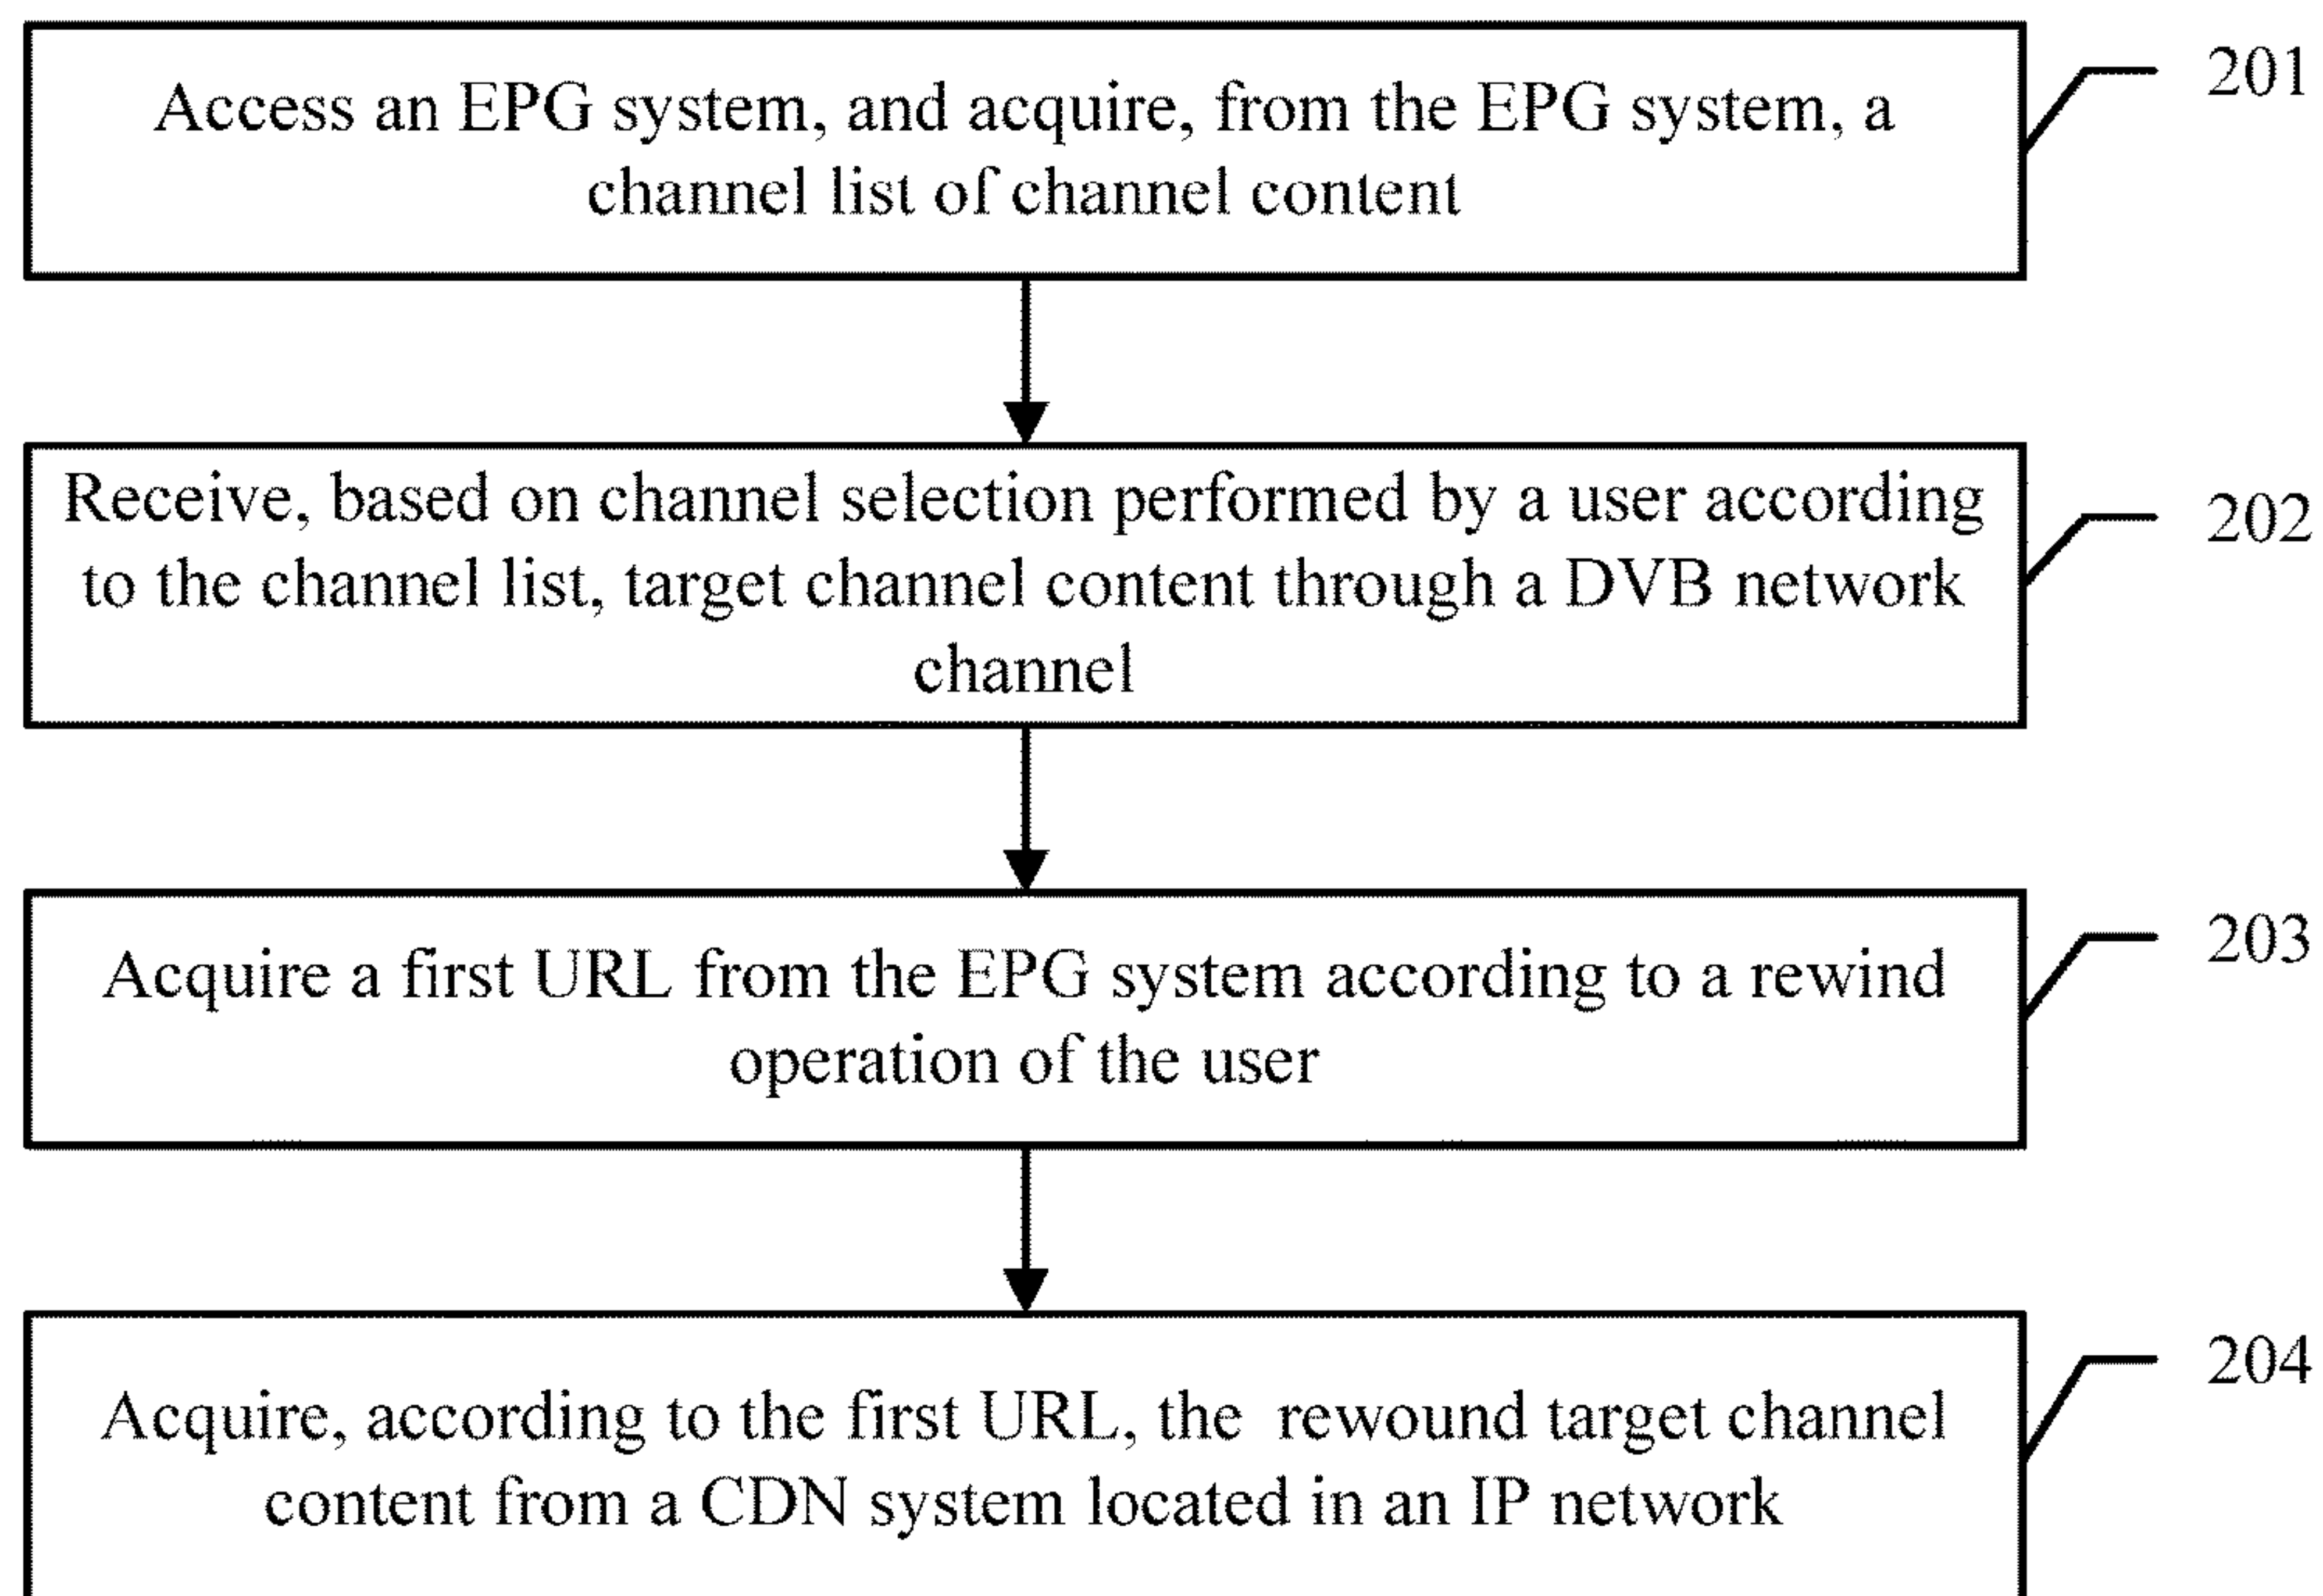 Access an EPG system, and acquire, from the EPG system, a
channel list of channel content
201
Receive, based on channel selection performed by a user according
to the channel list, target channel content through a DVB network
channel
202
Acquire a first URL from the EPG system according to a rewind
operation of the user
203
Acquire, according to the first URL, the rewound target channel
content from a CDN system located in an IP network
204